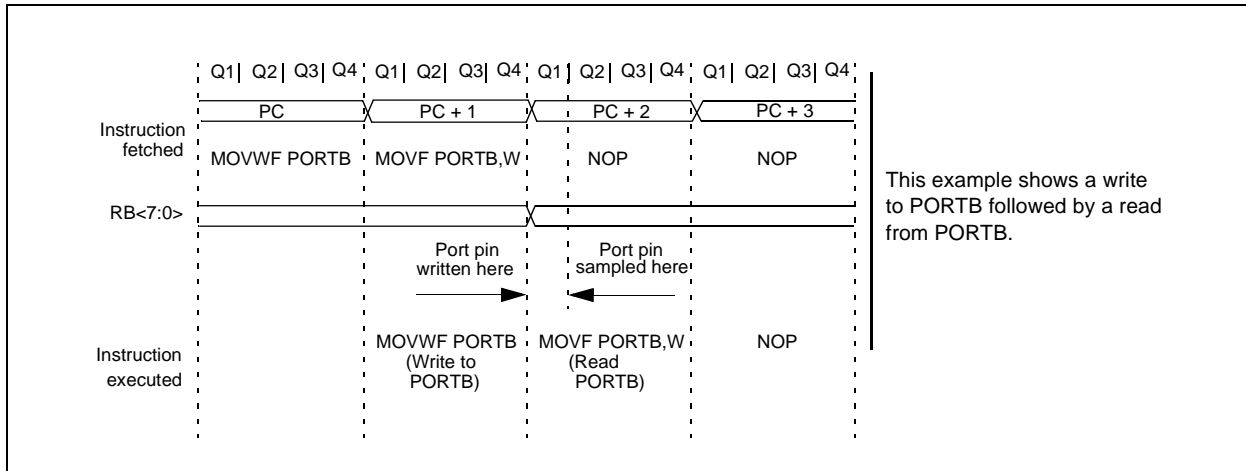 Q1| Q2| Q3| Q4 Q1| Q2| Q3| Q4 Q1| Q2| Q3| Q4 Q1| Q2| Q3| Q4
PC PC + 1 PC + 2 PC + 3
Instruction
fetched
MOVWF PORTB MOVF PORTB,W NOP NOP
This example shows a write
to PORTB followed by a read
from PORTB.
RB<7:0>
Port pin
written here
Port pin
sampled here
Instruction
executed
MOVWF PORTB
(Write to
PORTB)
MOVF PORTB,W
(Read
PORTB)
NOP